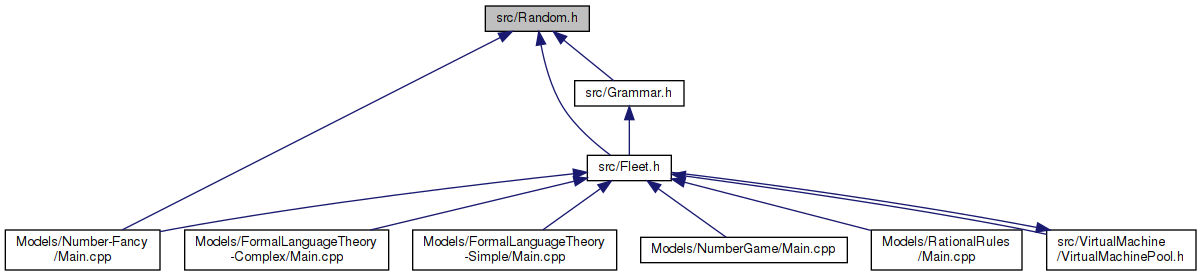 src/Random.h
src/Grammar.h
src/Fleet.h
Models/Number-Fancy
/Main.cpp
Models/FormalLanguageTheory
-Complex/Main.cpp
Models/FormalLanguageTheory
-Simple/Main.cpp
Models/NumberGame/Main.cpp
Models/RationalRules
/Main.cpp
src/VirtualMachine
/VirtualMachinePool.h